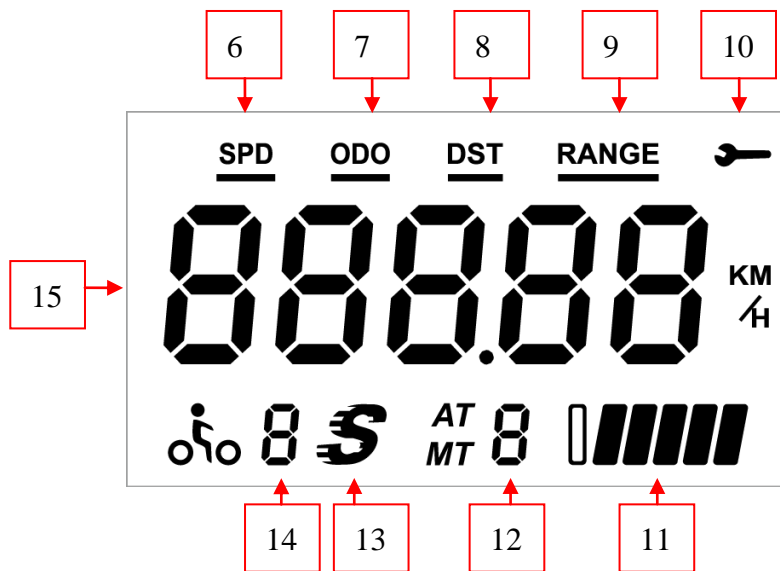 6 7 8 9 10
SPD ODO DST RANGE
15
888.88
KM
/H
8 S AT 8
MT
14 13 12 11